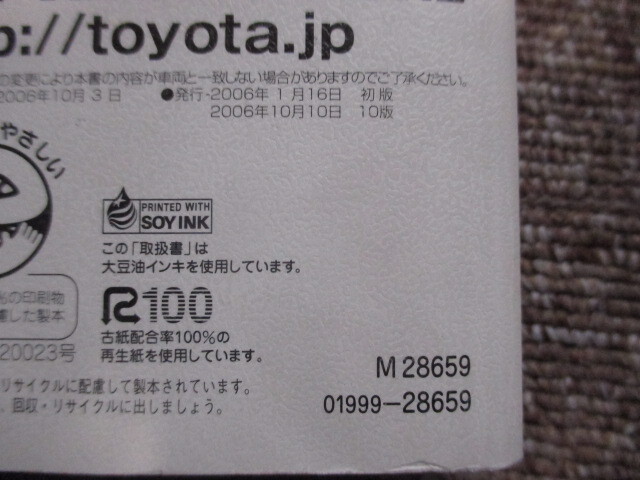 p://toyota.jp
の変更により本書の内容が車両と一致しない場合がありますのでご了承ください。
2006年10月3日 ●発行-2006年 1月16日 初版
2006年10月10日 10版
やさしい
PRINTED WITH
SOY INK
この「取扱書」は
大豆油インキを使用しています。
R100
古紙配合率100%の
再生紙を使用しています。
%の印刷物
慮した製本
20023号
リサイクルに配慮して製本されています。
、回収・リサイクルに出しましょう。
M 28659
01999-28659